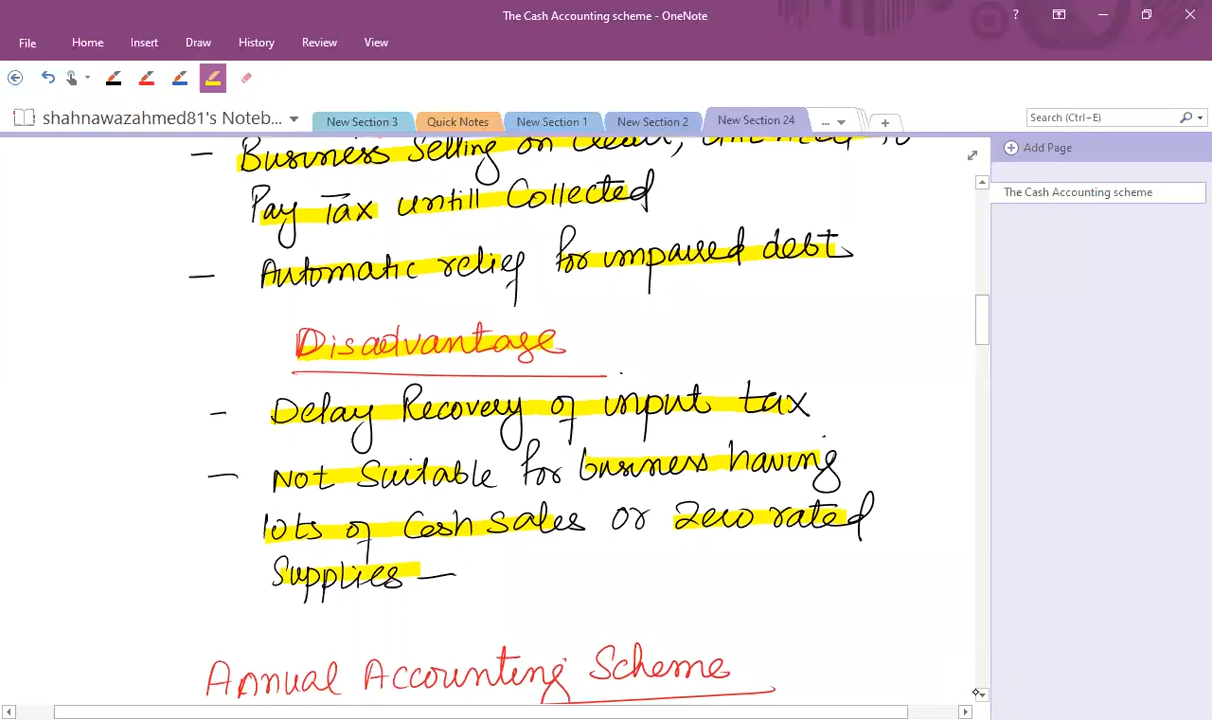 The Cash Accounting scheme - OneNote
?
File Home Insert Draw History Review View
shahnawazahmed81's Noteb...
New Section 3 Quick Notes New Section 1 New Section 2 New Section 24 ... +
Search (Ctrl+E)
Add Page
The Cash Accounting scheme
- Business Selling on
Pay Tax untill Collected
- Automatic relief for impaired debt
Disadvantage
- Delay Recovery of input tax
- Not Suitable for business having
lots of Cash sales or Zero rated
Supplies -
Annual Accounting Scheme